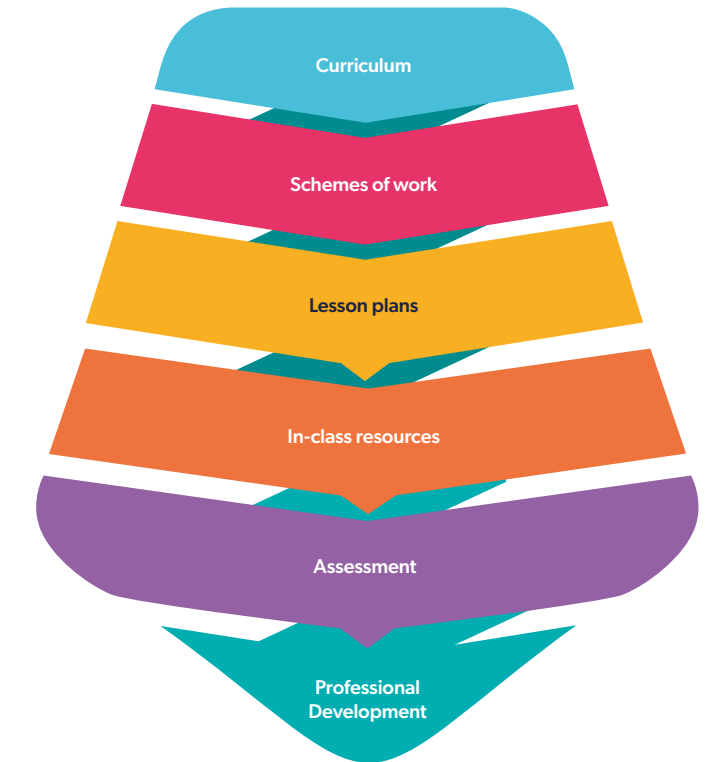 Curriculum
Schemes of work
Lesson plans
In-class resources
Assessment
Professional
Development